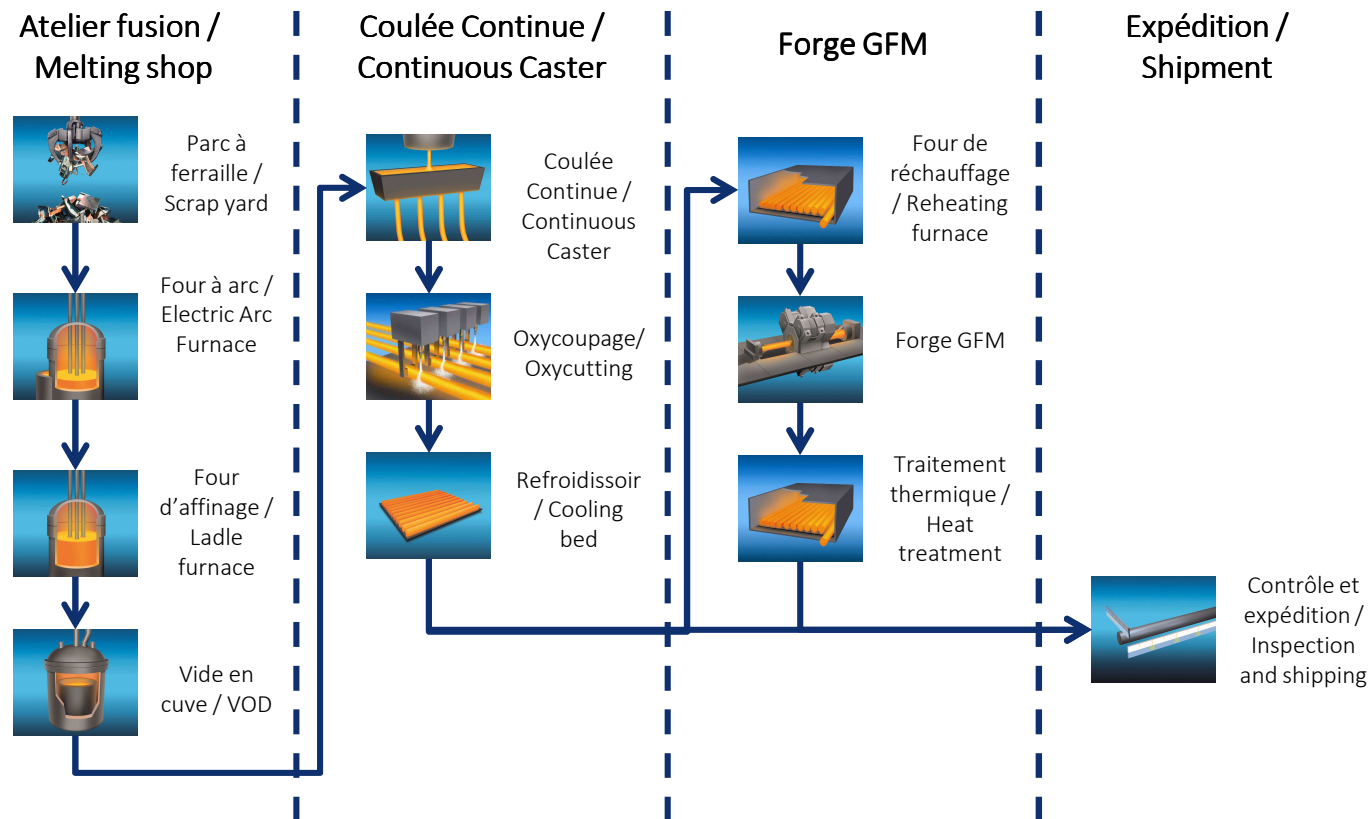 Atelier fusion /
Melting shop
Parc à
ferraille /
Scrap yard
Four à arc /
Electric Arc
Furnace
Four
d’affinage /
Ladle
furnace
Vide en
cuve / VOD
Coulée Continue /
Continuous Caster
Coulée
Continue /
Continuous
Caster
Oxycoupage/
Oxycutting
Refroidissoir
/ Cooling
bed
Forge GFM
Four de
réchauffage
/ Reheating
furnace
Forge GFM
Traitement
thermique /
Heat
treatment
Expédition /
Shipment
Contrôle et
expédition /
Inspection
and shipping